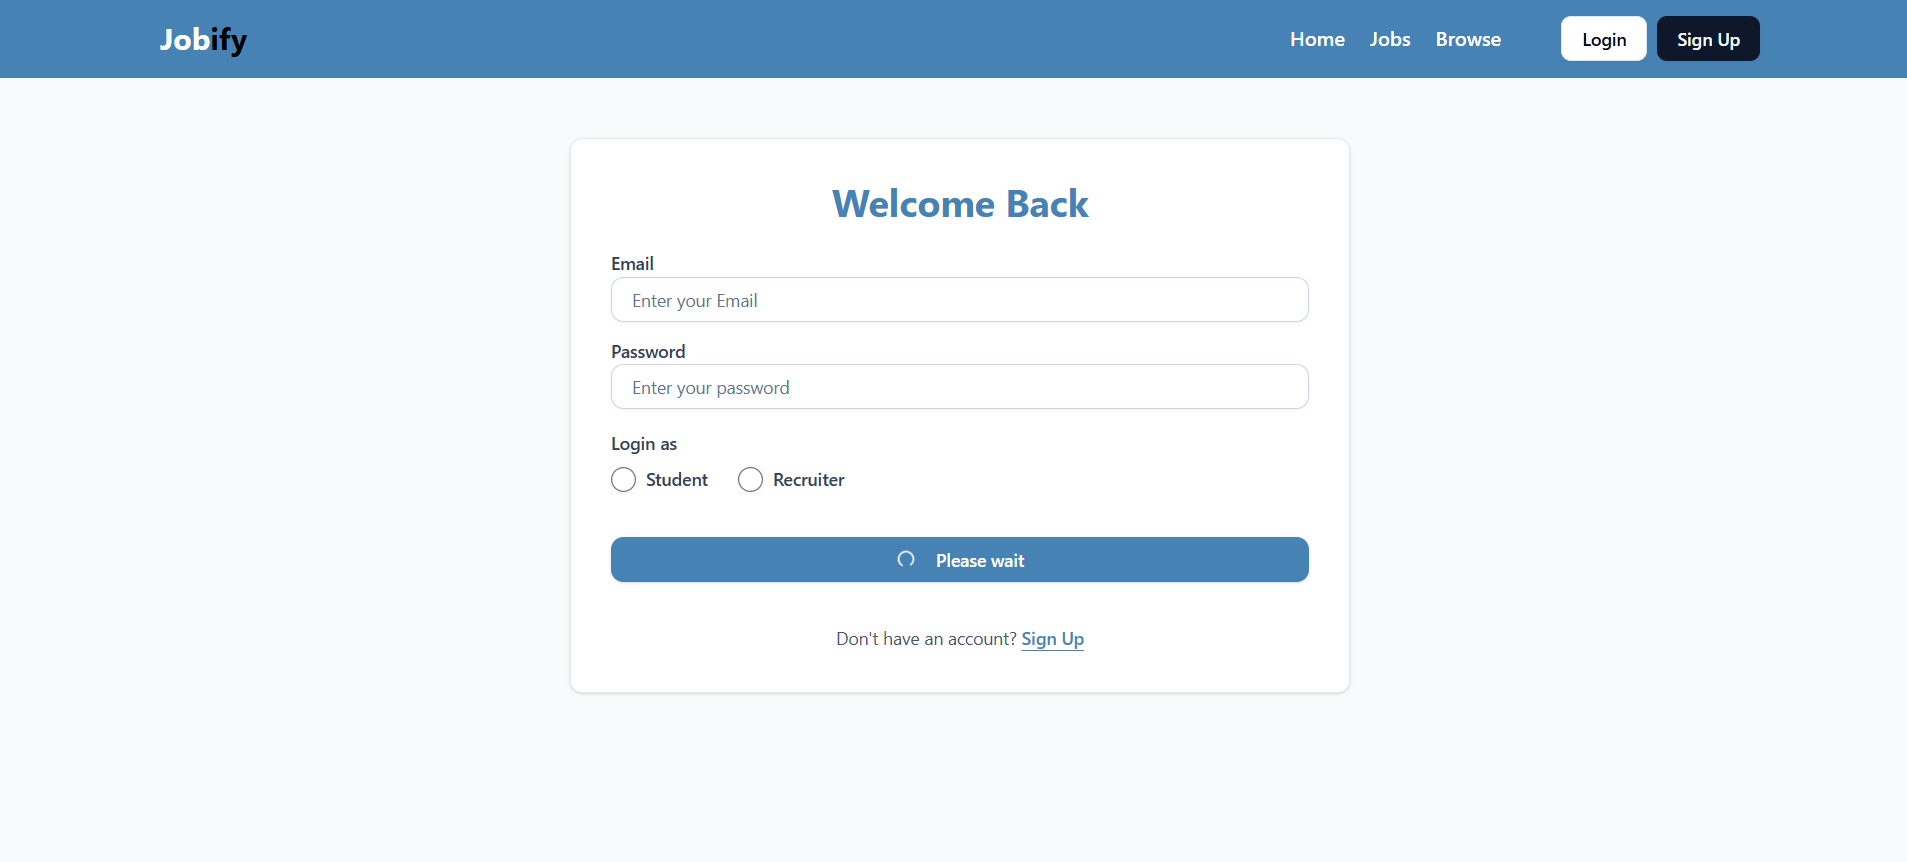 Jobify
Home Jobs Browse Login Sign Up
Welcome Back
Email
Enter your Email
Password
Enter your password
Login as
Student Recruiter
Please wait
Don't have an account? Sign Up